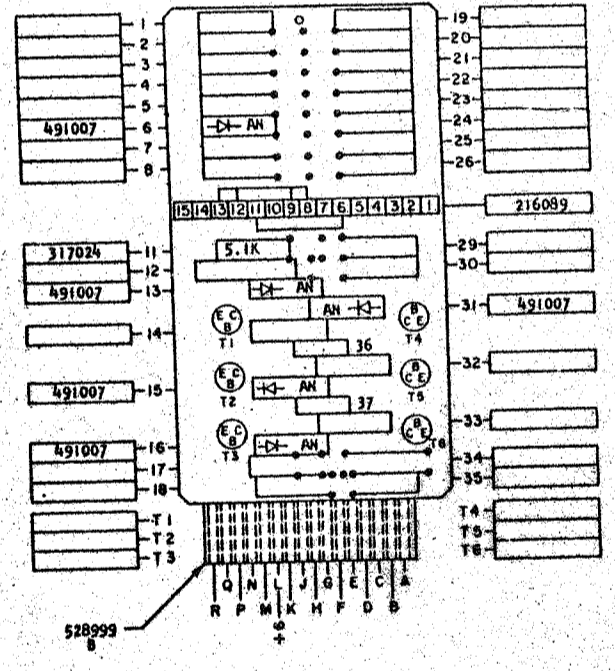 1 19
2 20
3 21
4 22
5 23
491007 6 AN 24
7 25
8 26
15 14 13 12 11 10 9 8 7 6 5 4 3 2 1 216089
317024 11 5.1K 29
12 30
491007 13 AN
AN 31 491007
E C B T1 B C E T4
14
36
32
E C B T2 B C E T5
491007 15 AN
37
33
E C B T3 B C E T6
491007 16 AN
34
17 35
18
T1 T4
T2 T5
T3 T6
Q N L J G E C A
R P M K H F D B
+6
528999
B